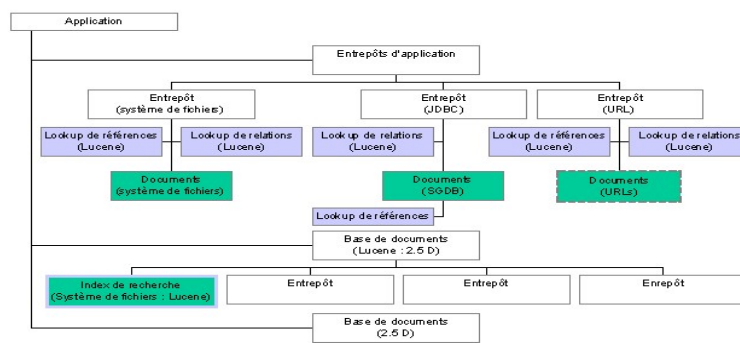 Application
Entrepôts d'application
Entrepôt
(système de fichiers)
Entrepôt
(JDBC)
Entrepôt
(URL)
Lookup de références
(Lucene)
Lookup de relations
(Lucene)
Lookup de relations
(Lucene)
Lookup de références
(Lucene)
Lookup de relations
(Lucene)
Documents
(système de fichiers)
Documents
(SGDB)
Documents
(URLs)
Lookup de références
Base de documents
(Lucene : 2.5 D)
Index de recherche
(Système de fichiers : Lucene)
Entrepôt
Entrepôt
Enrepôt
Base de documents
(2.5 D)